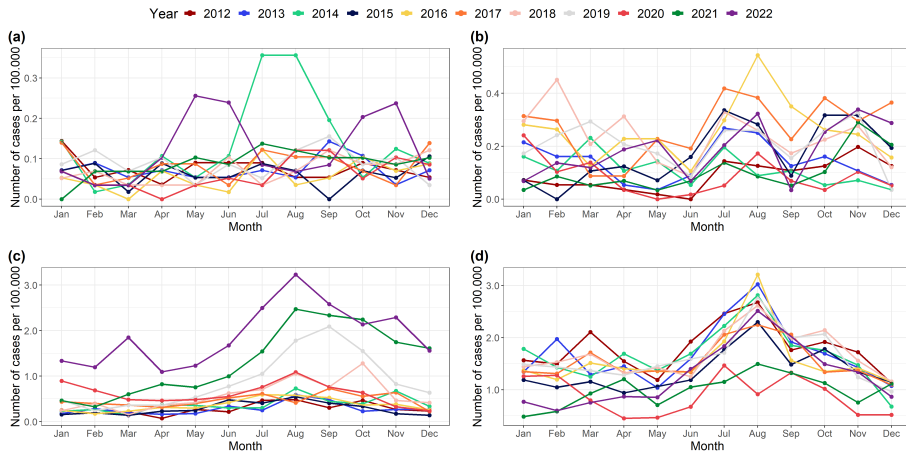 Year 2012 2013 2014 2015 2016 2017 2018 2019 2020 2021 2022
(a)
Number of cases per 100.000
0.3
0.2
0.1
0.0
Jan Feb Mar Apr May Jun Jul Aug Sep Oct Nov Dec
Month
(b)
Number of cases per 100.000
0.4
0.2
0.0
Jan Feb Mar Apr May Jun Jul Aug Sep Oct Nov Dec
Month
(c)
Number of cases per 100.000
3.0
2.0
1.0
0.0
Jan Feb Mar Apr May Jun Jul Aug Sep Oct Nov Dec
Month
(d)
Number of cases per 100.000
3.0
2.0
1.0
Jan Feb Mar Apr May Jun Jul Aug Sep Oct Nov Dec
Month